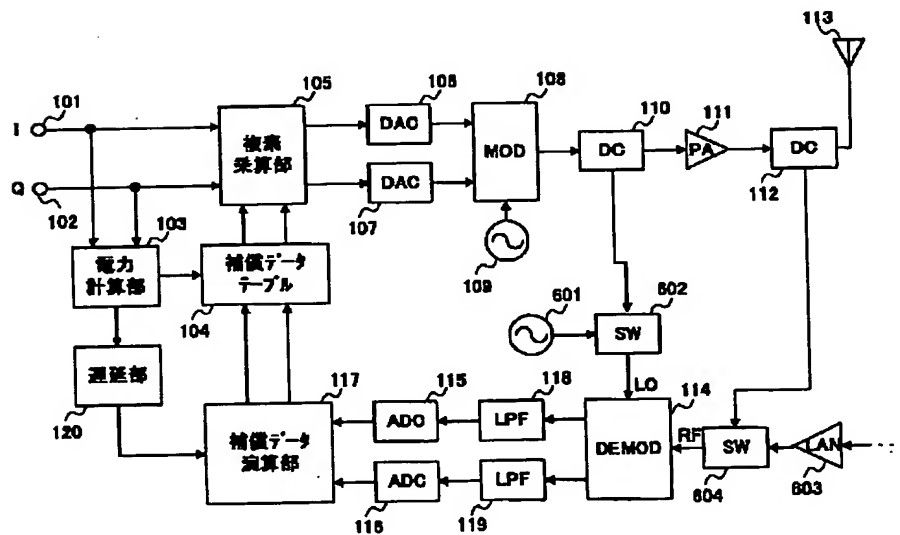 113
105
106
108
101
110
111
I
DAC
複素
乗算部
MOD
DC
PA
DC
Q
DAC
112
102
103
107
電力
計算部
補償データ
テーブル
109
602
601
SW
104
遅延部
117
115
118
LO
114
120
補償データ
演算部
ADC
LPF
DEMOD
RF
SW
LAN
ADC
LPF
604
603
116
119